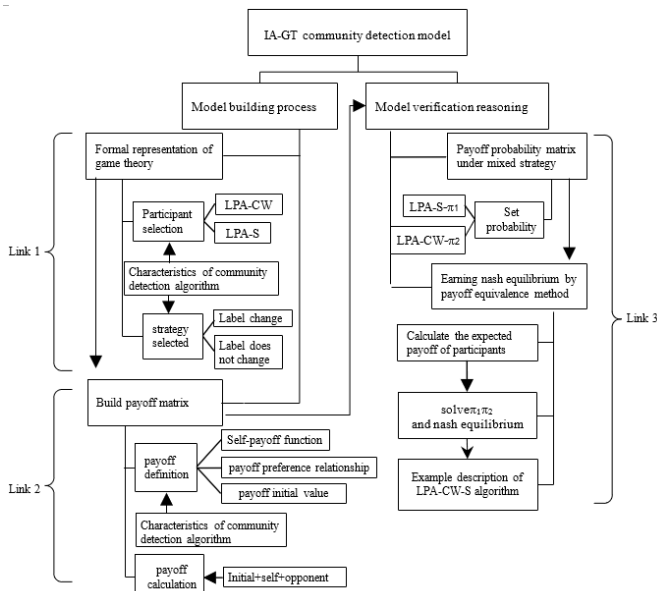 IA-GT community detection model
Model building process
Model verification reasoning
Formal representation of
game theory
Participant
selection
LPA-CW
LPA-S
Link 1
Characteristics of community
detection algorithm
strategy
selected
Label change
Label does
not change
Build payoff matrix
Link 2
payoff
definition
Self-payoff function
payoff preference relationship
payoff initial value
Characteristics of community
detection algorithm
payoff
calculation
Initial+self+opponent
Payoff probability matrix
under mixed strategy
LPA-S-π1
LPA-CW-π2
Set
probability
Earning nash equilibrium by
payoff equivalence method
Link 3
Calculate the expected
payoff of participants
solveπ1π2
and nash equilibrium
Example description of
LPA-CW-S algorithm